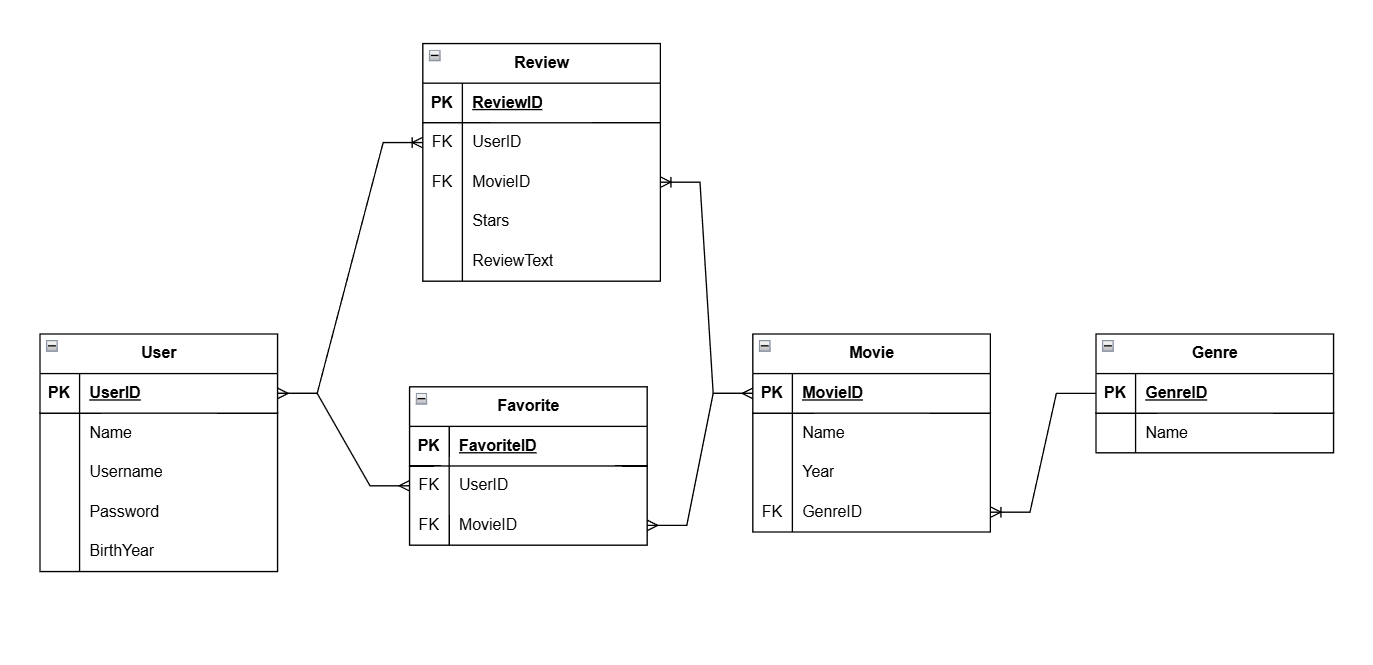 Review
PK ReviewID
FK UserID
FK MovieID
Stars
ReviewText
User
PK UserID
Name
Username
Password
BirthYear
Favorite
PK FavoriteID
FK UserID
FK MovieID
Movie
PK MovieID
Name
Year
FK GenreID
Genre
PK GenreID
Name